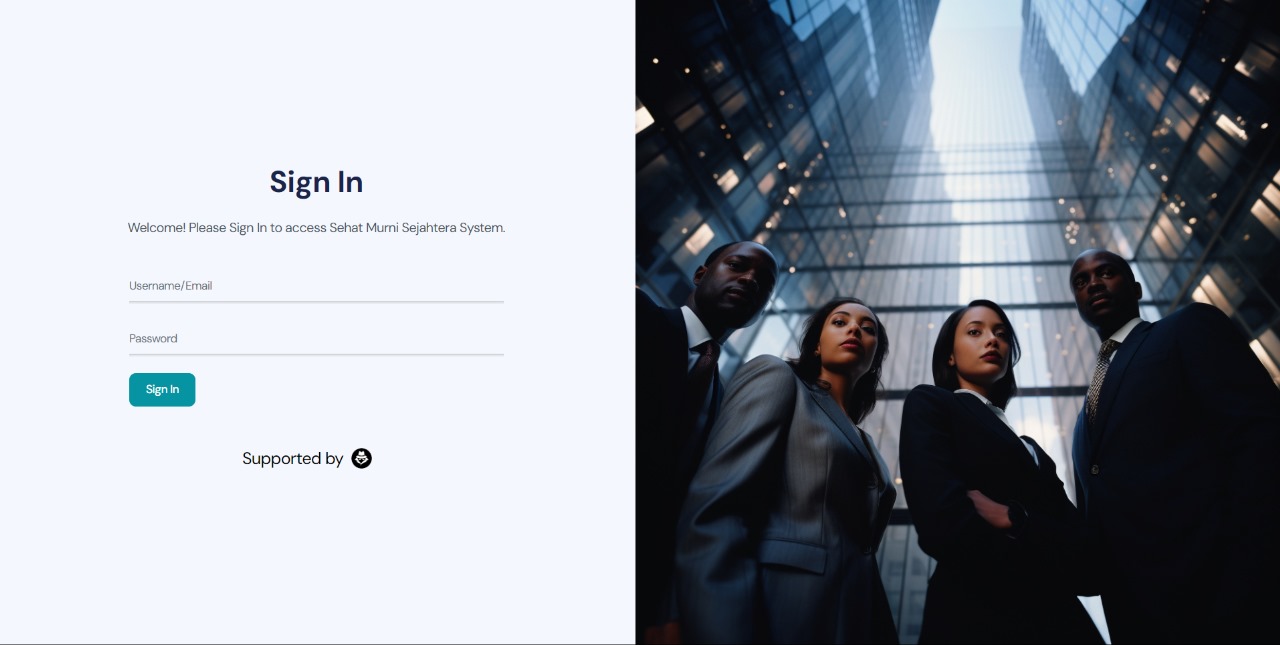 Sign In
Welcome! Please Sign In to access Sehat Murni Sejahtera System.
Username/Email
Password
Sign In
Supported by